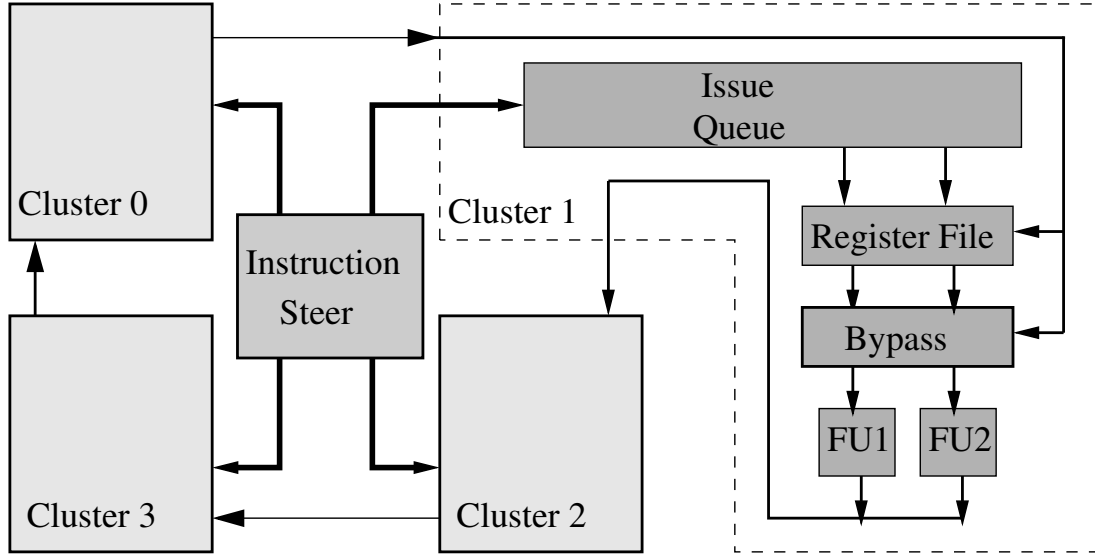 Issue
Queue
Cluster 0
Cluster 1
Register File
Instruction
Steer
Bypass
FU1
FU2
Cluster 3
Cluster 2